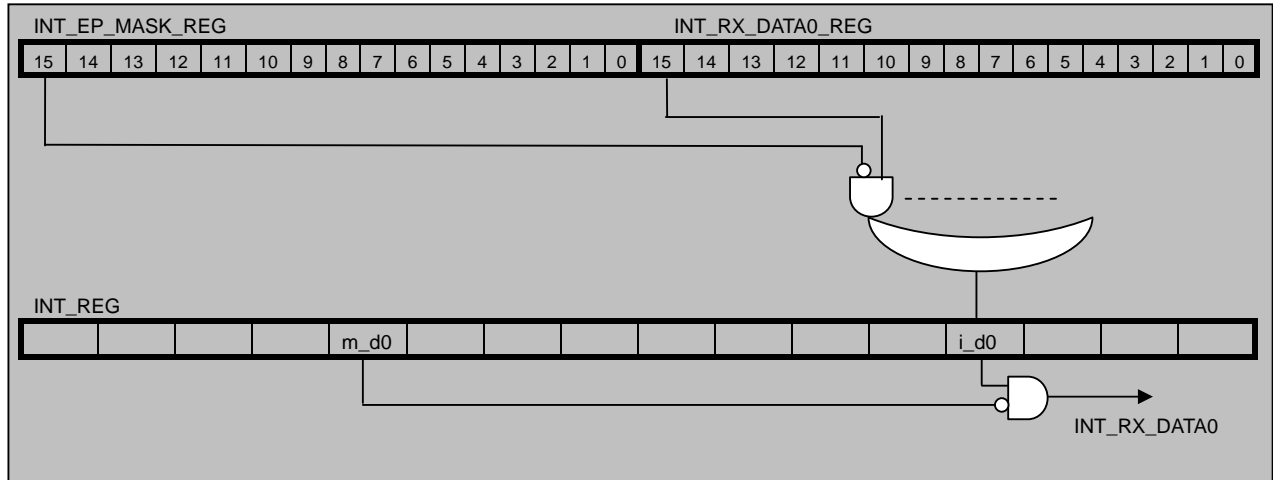 INT_EP_MASK_REG INT_RX_DATA0_REG
15 14 13 12 11 10 9 8 7 6 5 4 3 2 1 0 15 14 13 12 11 10 9 8 7 6 5 4 3 2 1 0
INT_REG
m_d0 i_d0
INT_RX_DATA0